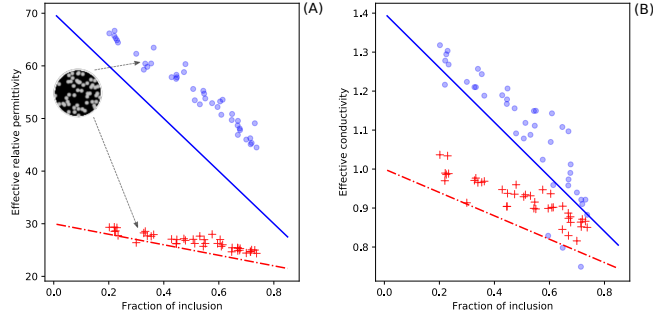 (A)
Effective relative permittivity
70
60
50
40
30
20
0.0 0.2 0.4 0.6 0.8
Fraction of inclusion
(B)
Effective conductivity
1.4
1.3
1.2
1.1
1.0
0.9
0.8
0.0 0.2 0.4 0.6 0.8
Fraction of inclusion